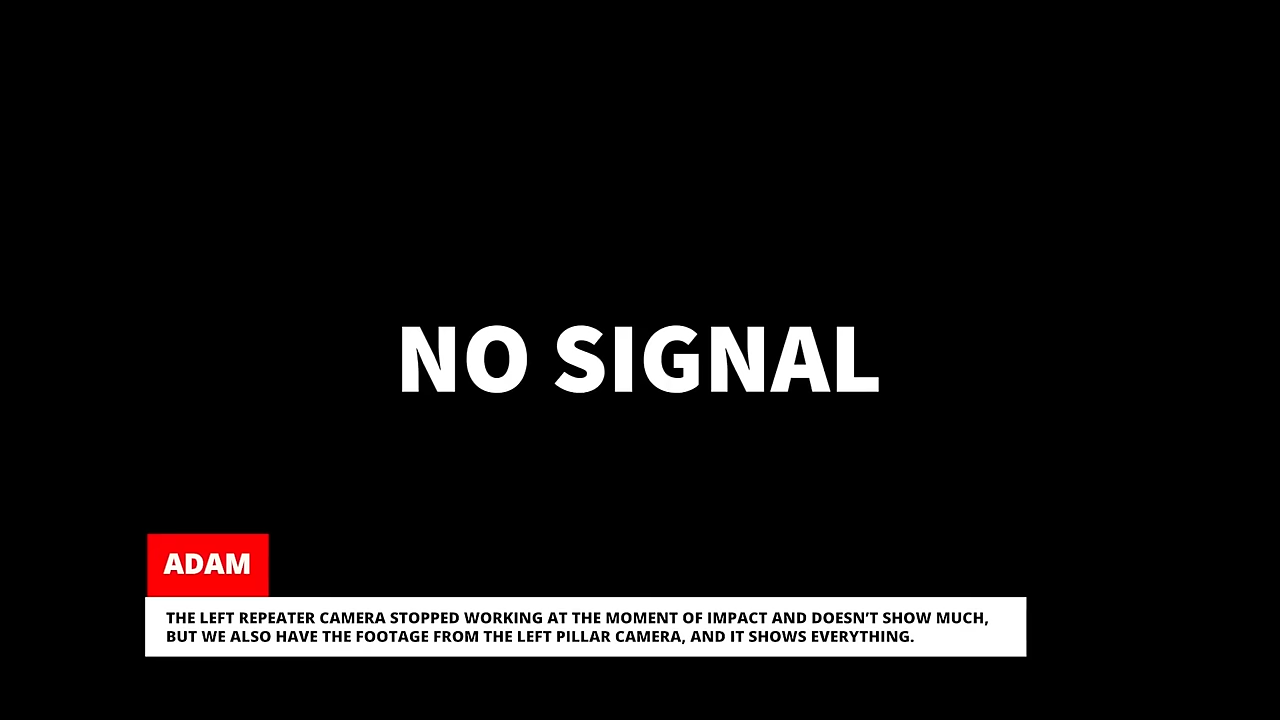 NO SIGNAL
ADAM
THE LEFT REPEATER CAMERA STOPPED WORKING AT THE MOMENT OF IMPACT AND DOESN’T SHOW MUCH,
BUT WE ALSO HAVE THE FOOTAGE FROM THE LEFT PILLAR CAMERA, AND IT SHOWS EVERYTHING.